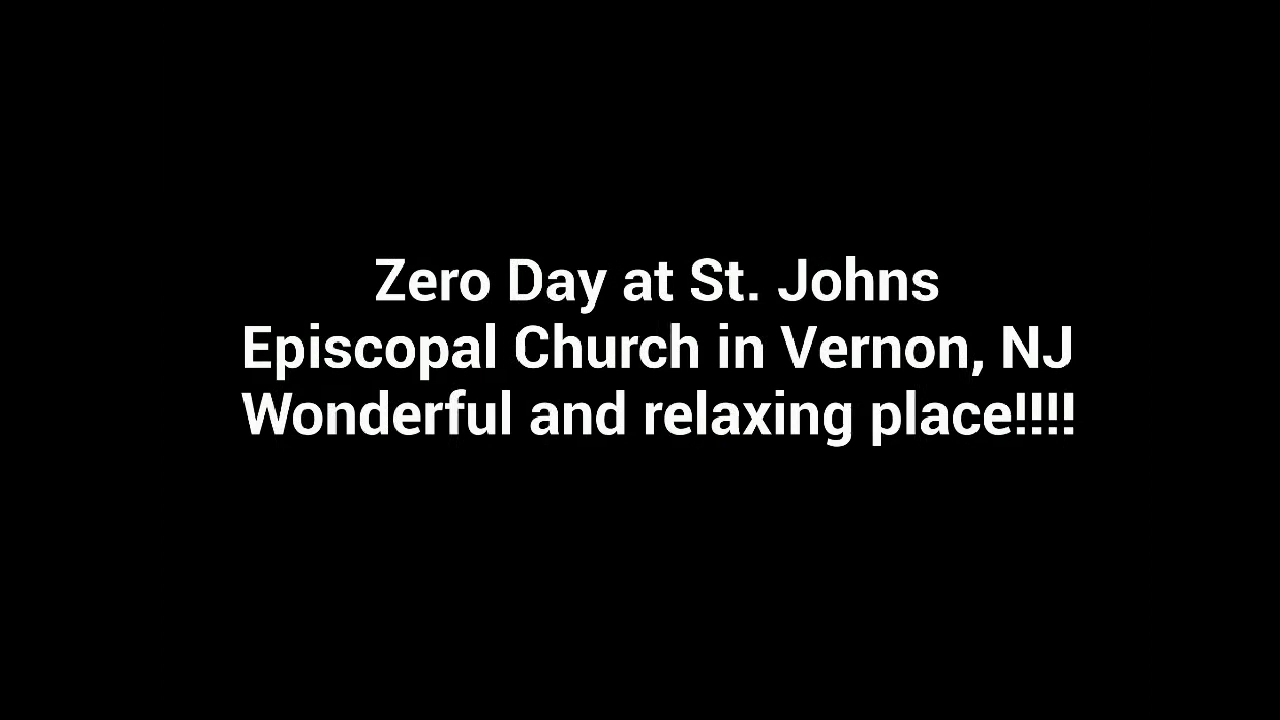 Zero Day at St. Johns
Episcopal Church in Vernon, NJ
Wonderful and relaxing place!!!!